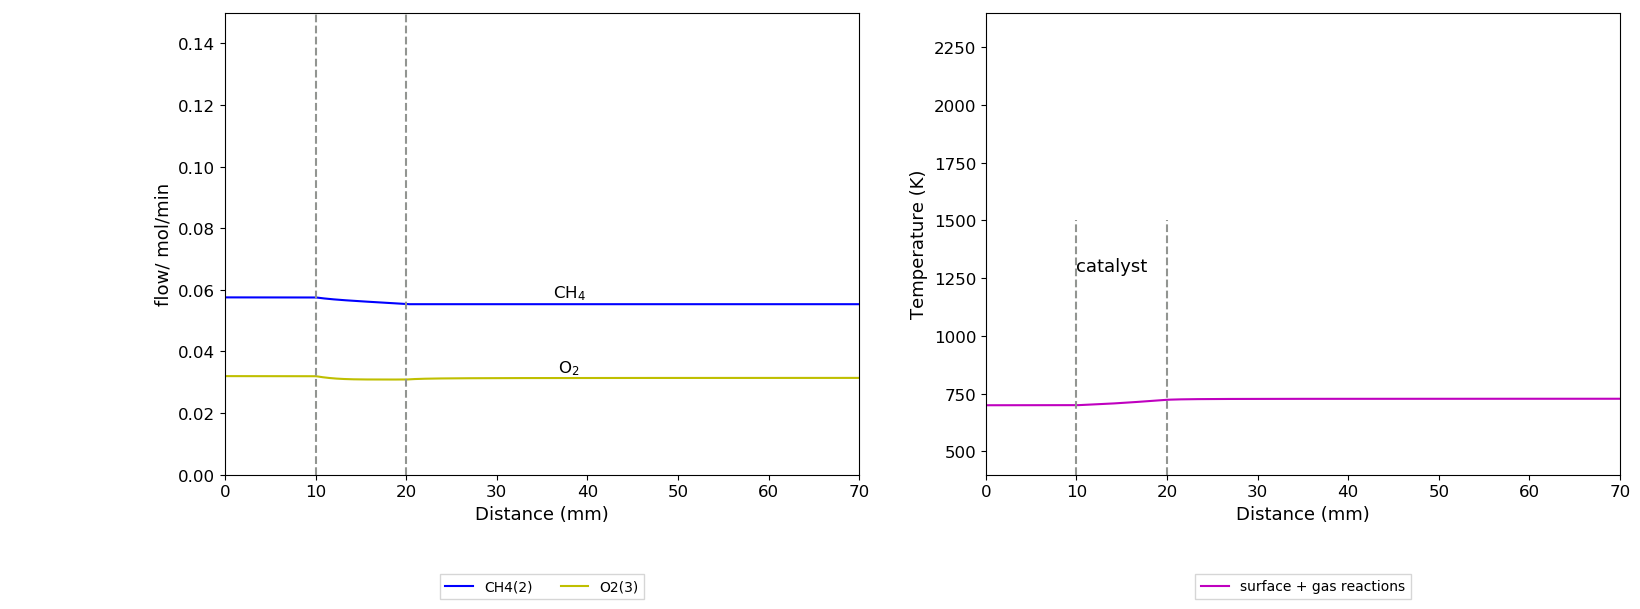 0.14
0.12
0.10
0.08
0.06
0.04
0.02
0.00
flow/ mol/min
CH₄
O₂
0 10 20 30 40 50 60 70
Distance (mm)
CH4(2) O2(3)
2250
2000
1750
1500
1250
1000
750
500
Temperature (K)
catalyst
0 10 20 30 40 50 60 70
Distance (mm)
surface + gas reactions